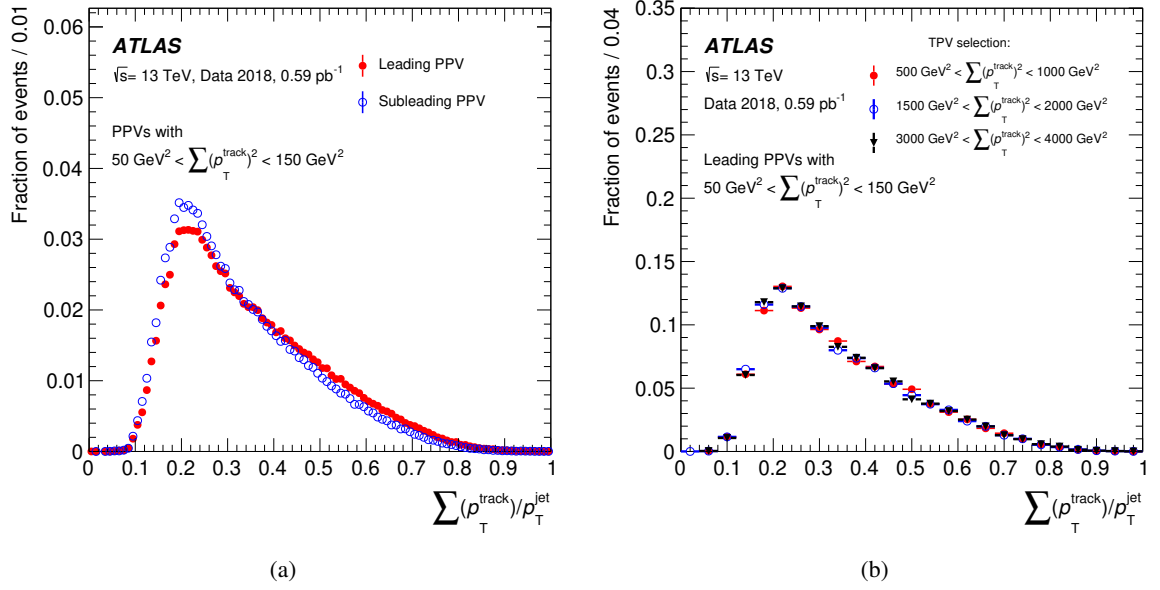 Fraction of events / 0.01
0.06
0.05
0.04
0.03
0.02
0.01
0
ATLAS
√s= 13 TeV, Data 2018, 0.59 pb⁻¹
Leading PPV
Subleading PPV
PPVs with
50 GeV² < ∑(p_T^track)² < 150 GeV²
0 0.1 0.2 0.3 0.4 0.5 0.6 0.7 0.8 0.9 1
∑(p_T^track)/p_T^jet
(a)
Fraction of events / 0.04
0.35
0.3
0.25
0.2
0.15
0.1
0.05
0
ATLAS
√s= 13 TeV
Data 2018, 0.59 pb⁻¹
TPV selection:
500 GeV² < ∑(p_T^track)² < 1000 GeV²
1500 GeV² < ∑(p_T^track)² < 2000 GeV²
3000 GeV² < ∑(p_T^track)² < 4000 GeV²
Leading PPVs with
50 GeV² < ∑(p_T^track)² < 150 GeV²
0 0.1 0.2 0.3 0.4 0.5 0.6 0.7 0.8 0.9 1
∑(p_T^track)/p_T^jet
(b)